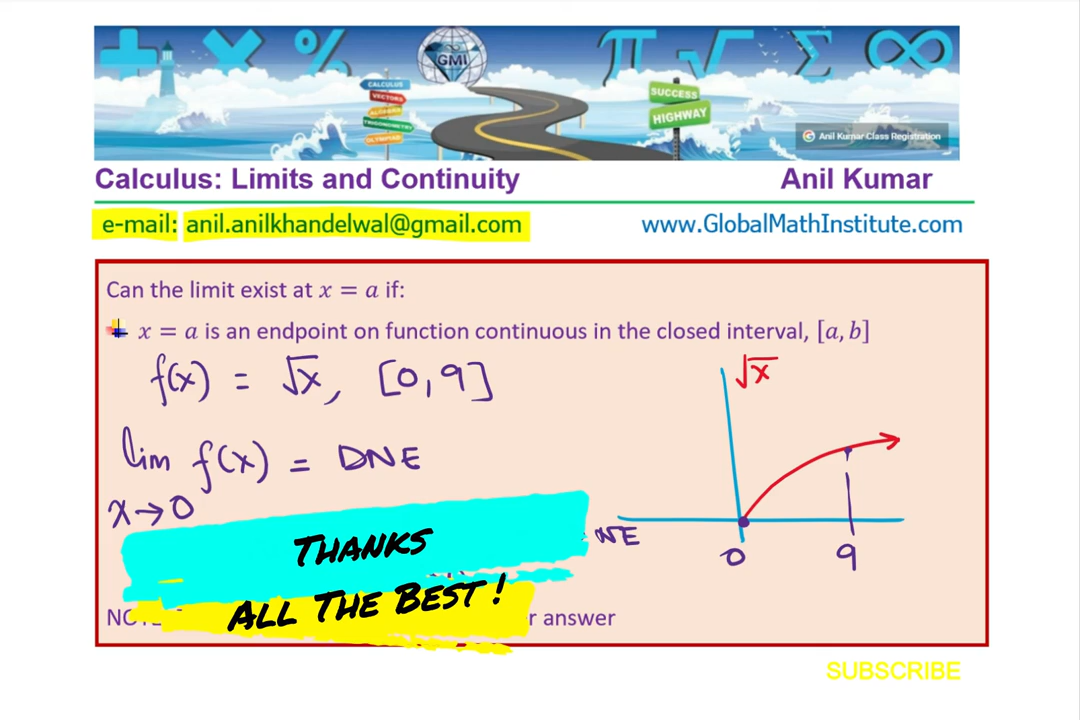 GMI
CALCULUS
VECTORS
ALGEBRA
TRIGONOMETRY
OLYMPIAD
SUCCESS
HIGHWAY
Anil Kumar Class Registration
Calculus: Limits and Continuity Anil Kumar
e-mail: anil.anilkhandelwal@gmail.com www.GlobalMathInstitute.com
Can the limit exist at x = a if:
x = a is an endpoint on function continuous in the closed interval, [a, b]
f(x) = √x, [0,9]
√x
lim f(x) = DNE
x→0
THANKS
0 9
ALL THE BEST!
answer
SUBSCRIBE